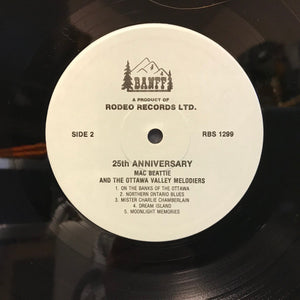 BANFF
A PRODUCT OF
RODEO RECORDS LTD.
SIDE 2
RBS 1299
25th ANNIVERSARY
MAC BEATTIE
AND THE OTTAWA VALLEY MELODIERS
1. ON THE BANKS OF THE OTTAWA
2. NORTHERN ONTARIO BLUES
3. MISTER CHARLIE CHAMBERLAIN
4. DREAM ISLAND
5. MOONLIGHT MEMORIES